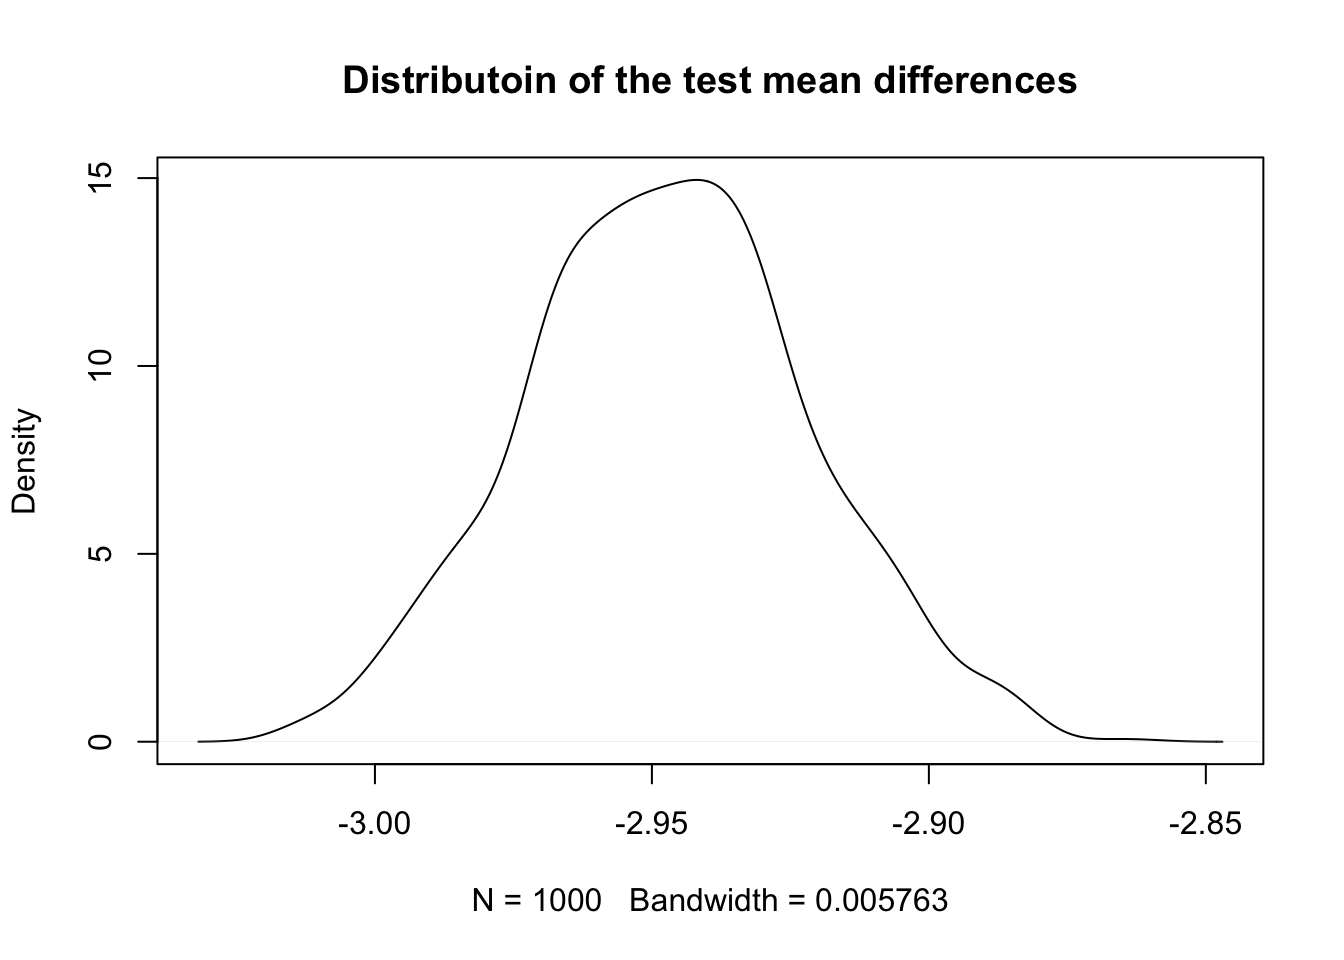 Distributoin of the test mean differences
15
10
5
0
Density
-3.00 -2.95 -2.90 -2.85
N = 1000 Bandwidth = 0.005763